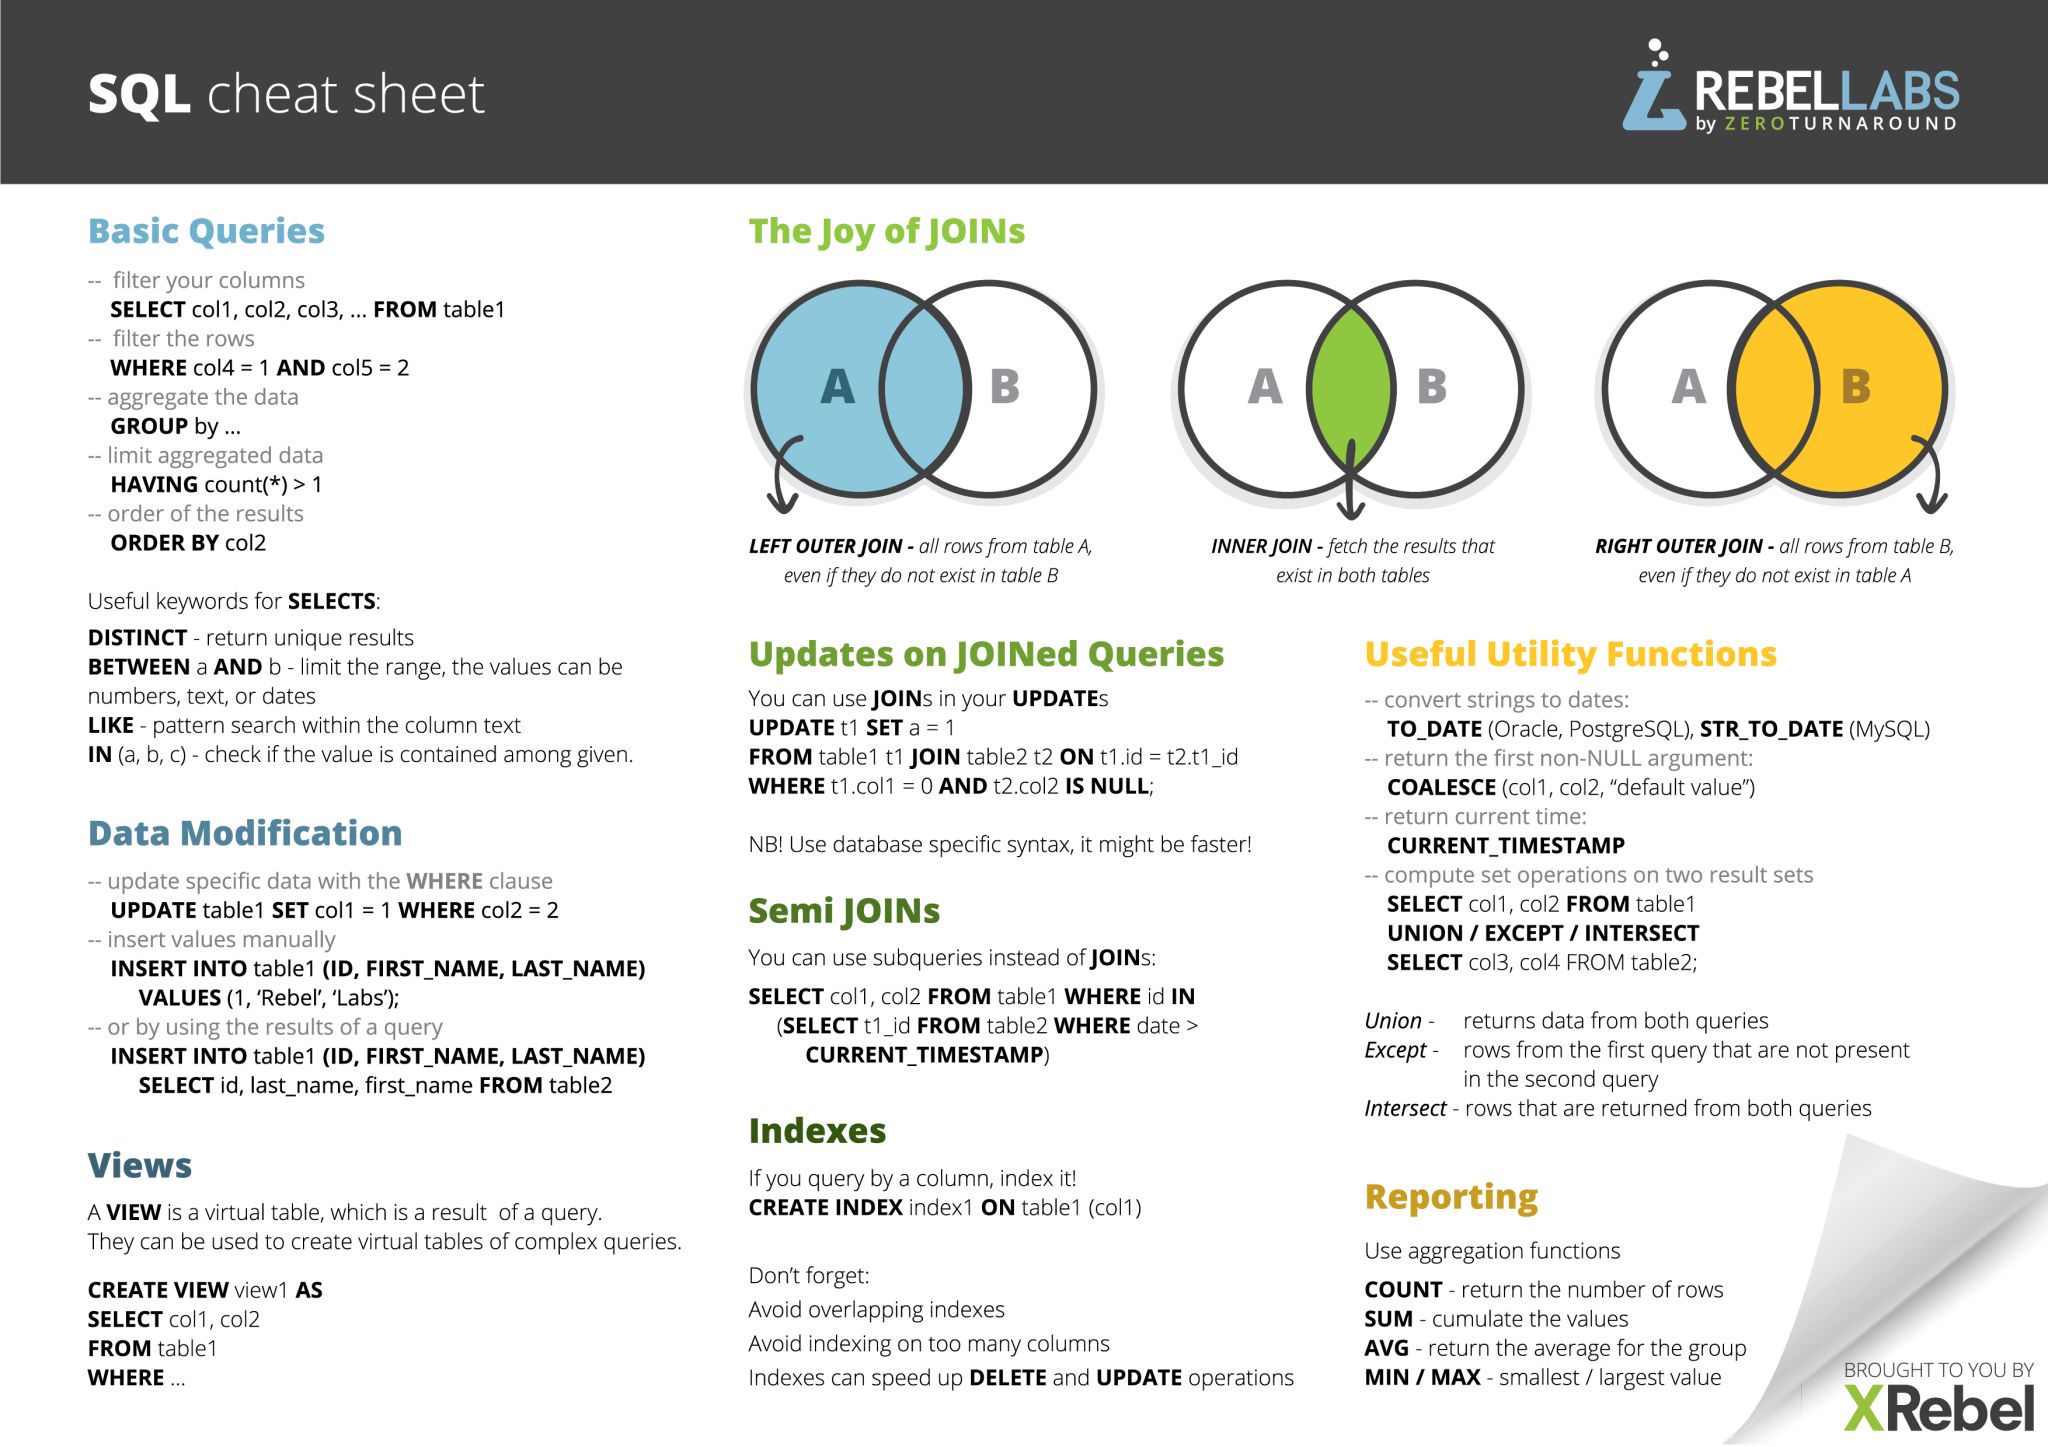 SQL cheat sheet
REBELLABS
by ZEROTURNAROUND
Basic Queries
-- filter your columns
SELECT col1, col2, col3, ... FROM table1
-- filter the rows
WHERE col4 = 1 AND col5 = 2
-- aggregate the data
GROUP by ...
-- limit aggregated data
HAVING count(*) > 1
-- order of the results
ORDER BY col2
Useful keywords for SELECTS:
DISTINCT - return unique results
BETWEEN a AND b - limit the range, the values can be
numbers, text, or dates
LIKE - pattern search within the column text
IN (a, b, c) - check if the value is contained among given.
Data Modification
-- update specific data with the WHERE clause
UPDATE table1 SET col1 = 1 WHERE col2 = 2
-- insert values manually
INSERT INTO table1 (ID, FIRST_NAME, LAST_NAME)
VALUES (1, ‘Rebel’, ‘Labs’);
-- or by using the results of a query
INSERT INTO table1 (ID, FIRST_NAME, LAST_NAME)
SELECT id, last_name, first_name FROM table2
Views
A VIEW is a virtual table, which is a result of a query.
They can be used to create virtual tables of complex queries.
CREATE VIEW view1 AS
SELECT col1, col2
FROM table1
WHERE ...
The Joy of JOINs
A B
A B
A B
LEFT OUTER JOIN - all rows from table A,
even if they do not exist in table B
INNER JOIN - fetch the results that
exist in both tables
RIGHT OUTER JOIN - all rows from table B,
even if they do not exist in table A
Updates on JOINed Queries
You can use JOINs in your UPDATEs
UPDATE t1 SET a = 1
FROM table1 t1 JOIN table2 t2 ON t1.id = t2.t1_id
WHERE t1.col1 = 0 AND t2.col2 IS NULL;
NB! Use database specific syntax, it might be faster!
Semi JOINs
You can use subqueries instead of JOINs:
SELECT col1, col2 FROM table1 WHERE id IN
(SELECT t1_id FROM table2 WHERE date >
CURRENT_TIMESTAMP)
Indexes
If you query by a column, index it!
CREATE INDEX index1 ON table1 (col1)
Don’t forget:
Avoid overlapping indexes
Avoid indexing on too many columns
Indexes can speed up DELETE and UPDATE operations
Useful Utility Functions
-- convert strings to dates:
TO_DATE (Oracle, PostgreSQL), STR_TO_DATE (MySQL)
-- return the first non-NULL argument:
COALESCE (col1, col2, “default value”)
-- return current time:
CURRENT_TIMESTAMP
-- compute set operations on two result sets
SELECT col1, col2 FROM table1
UNION / EXCEPT / INTERSECT
SELECT col3, col4 FROM table2;
Union - returns data from both queries
Except - rows from the first query that are not present
in the second query
Intersect - rows that are returned from both queries
Reporting
Use aggregation functions
COUNT - return the number of rows
SUM - cumulate the values
AVG - return the average for the group
MIN / MAX - smallest / largest value
BROUGHT TO YOU BY
XRebel